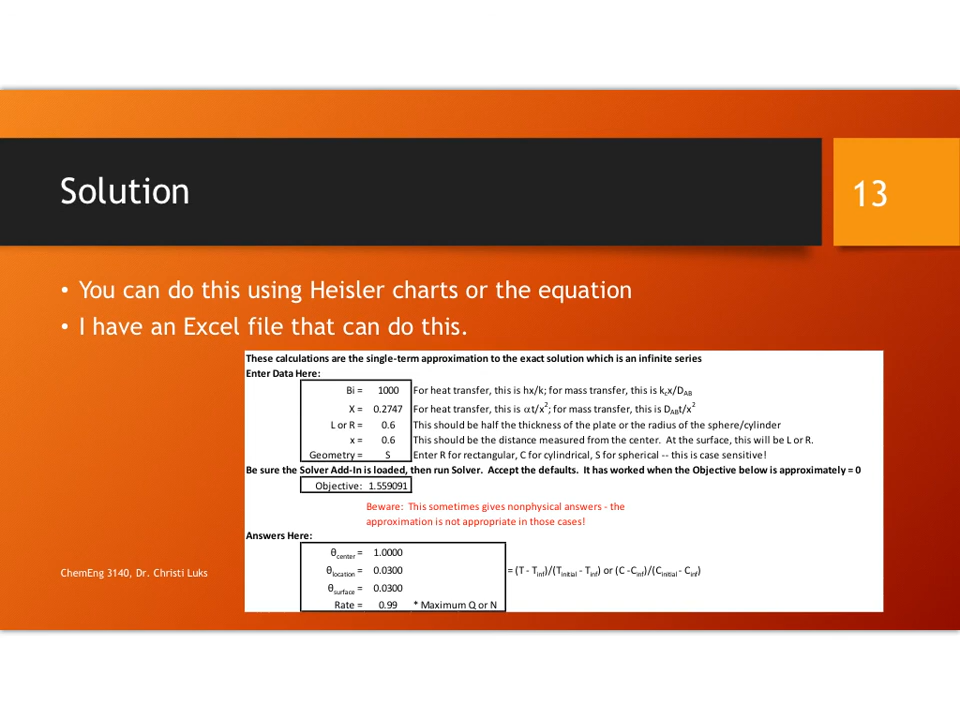 Solution
13
• You can do this using Heisler charts or the equation
• I have an Excel file that can do this.
These calculations are the single-term approximation to the exact solution which is an infinite series
Enter Data Here:
Bi = 1000 For heat transfer, this is hx/k; for mass transfer, this is kcx/DAB
X = 0.2747 For heat transfer, this is αt/x²; for mass transfer, this is DABt/x²
L or R = 0.6 This should be half the thickness of the plate or the radius of the sphere/cylinder
x = 0.6 This should be the distance measured from the center. At the surface, this will be L or R.
Geometry = S Enter R for rectangular, C for cylindrical, S for spherical -- this is case sensitive!
Be sure the Solver Add-In is loaded, then run Solver. Accept the defaults. It has worked when the Objective below is approximately = 0
Objective: 1.559091
Beware: This sometimes gives nonphysical answers - the
approximation is not appropriate in those cases!
Answers Here:
θcenter = 1.0000
θlocation = 0.0300 = (T - Tinf)/(Tinitial - Tinf) or (C -Cinf)/(Cinitial - Cinf)
θsurface = 0.0300
Rate = 0.99 * Maximum Q or N
ChemEng 3140, Dr. Christi Luks